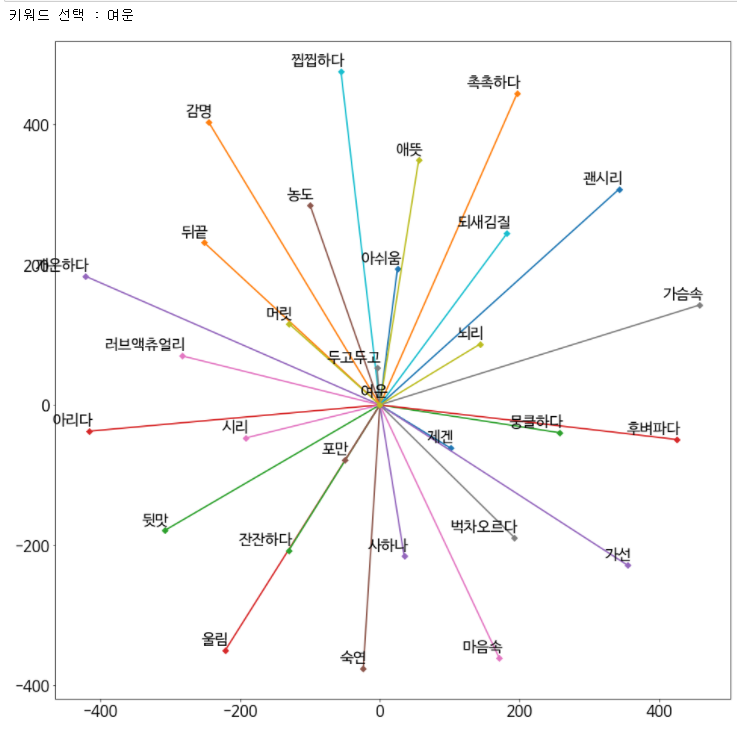 키워드 선택 : 여운
찝찝하다
촉촉하다
감명
400
애뜻
괜시리
농도
되새김질
뒤끝
아쉬움
200
가슴속
머릿
뇌리
러브액츄얼리
두고두고
여운
0
아리다
시리
뭉클하다
후벼파다
포만
제겐
뒷맛
벅차오르다
잔잔하다
사하나
−200
가선
울림
마음속
숙연
−400
−400 −200 0 200 400